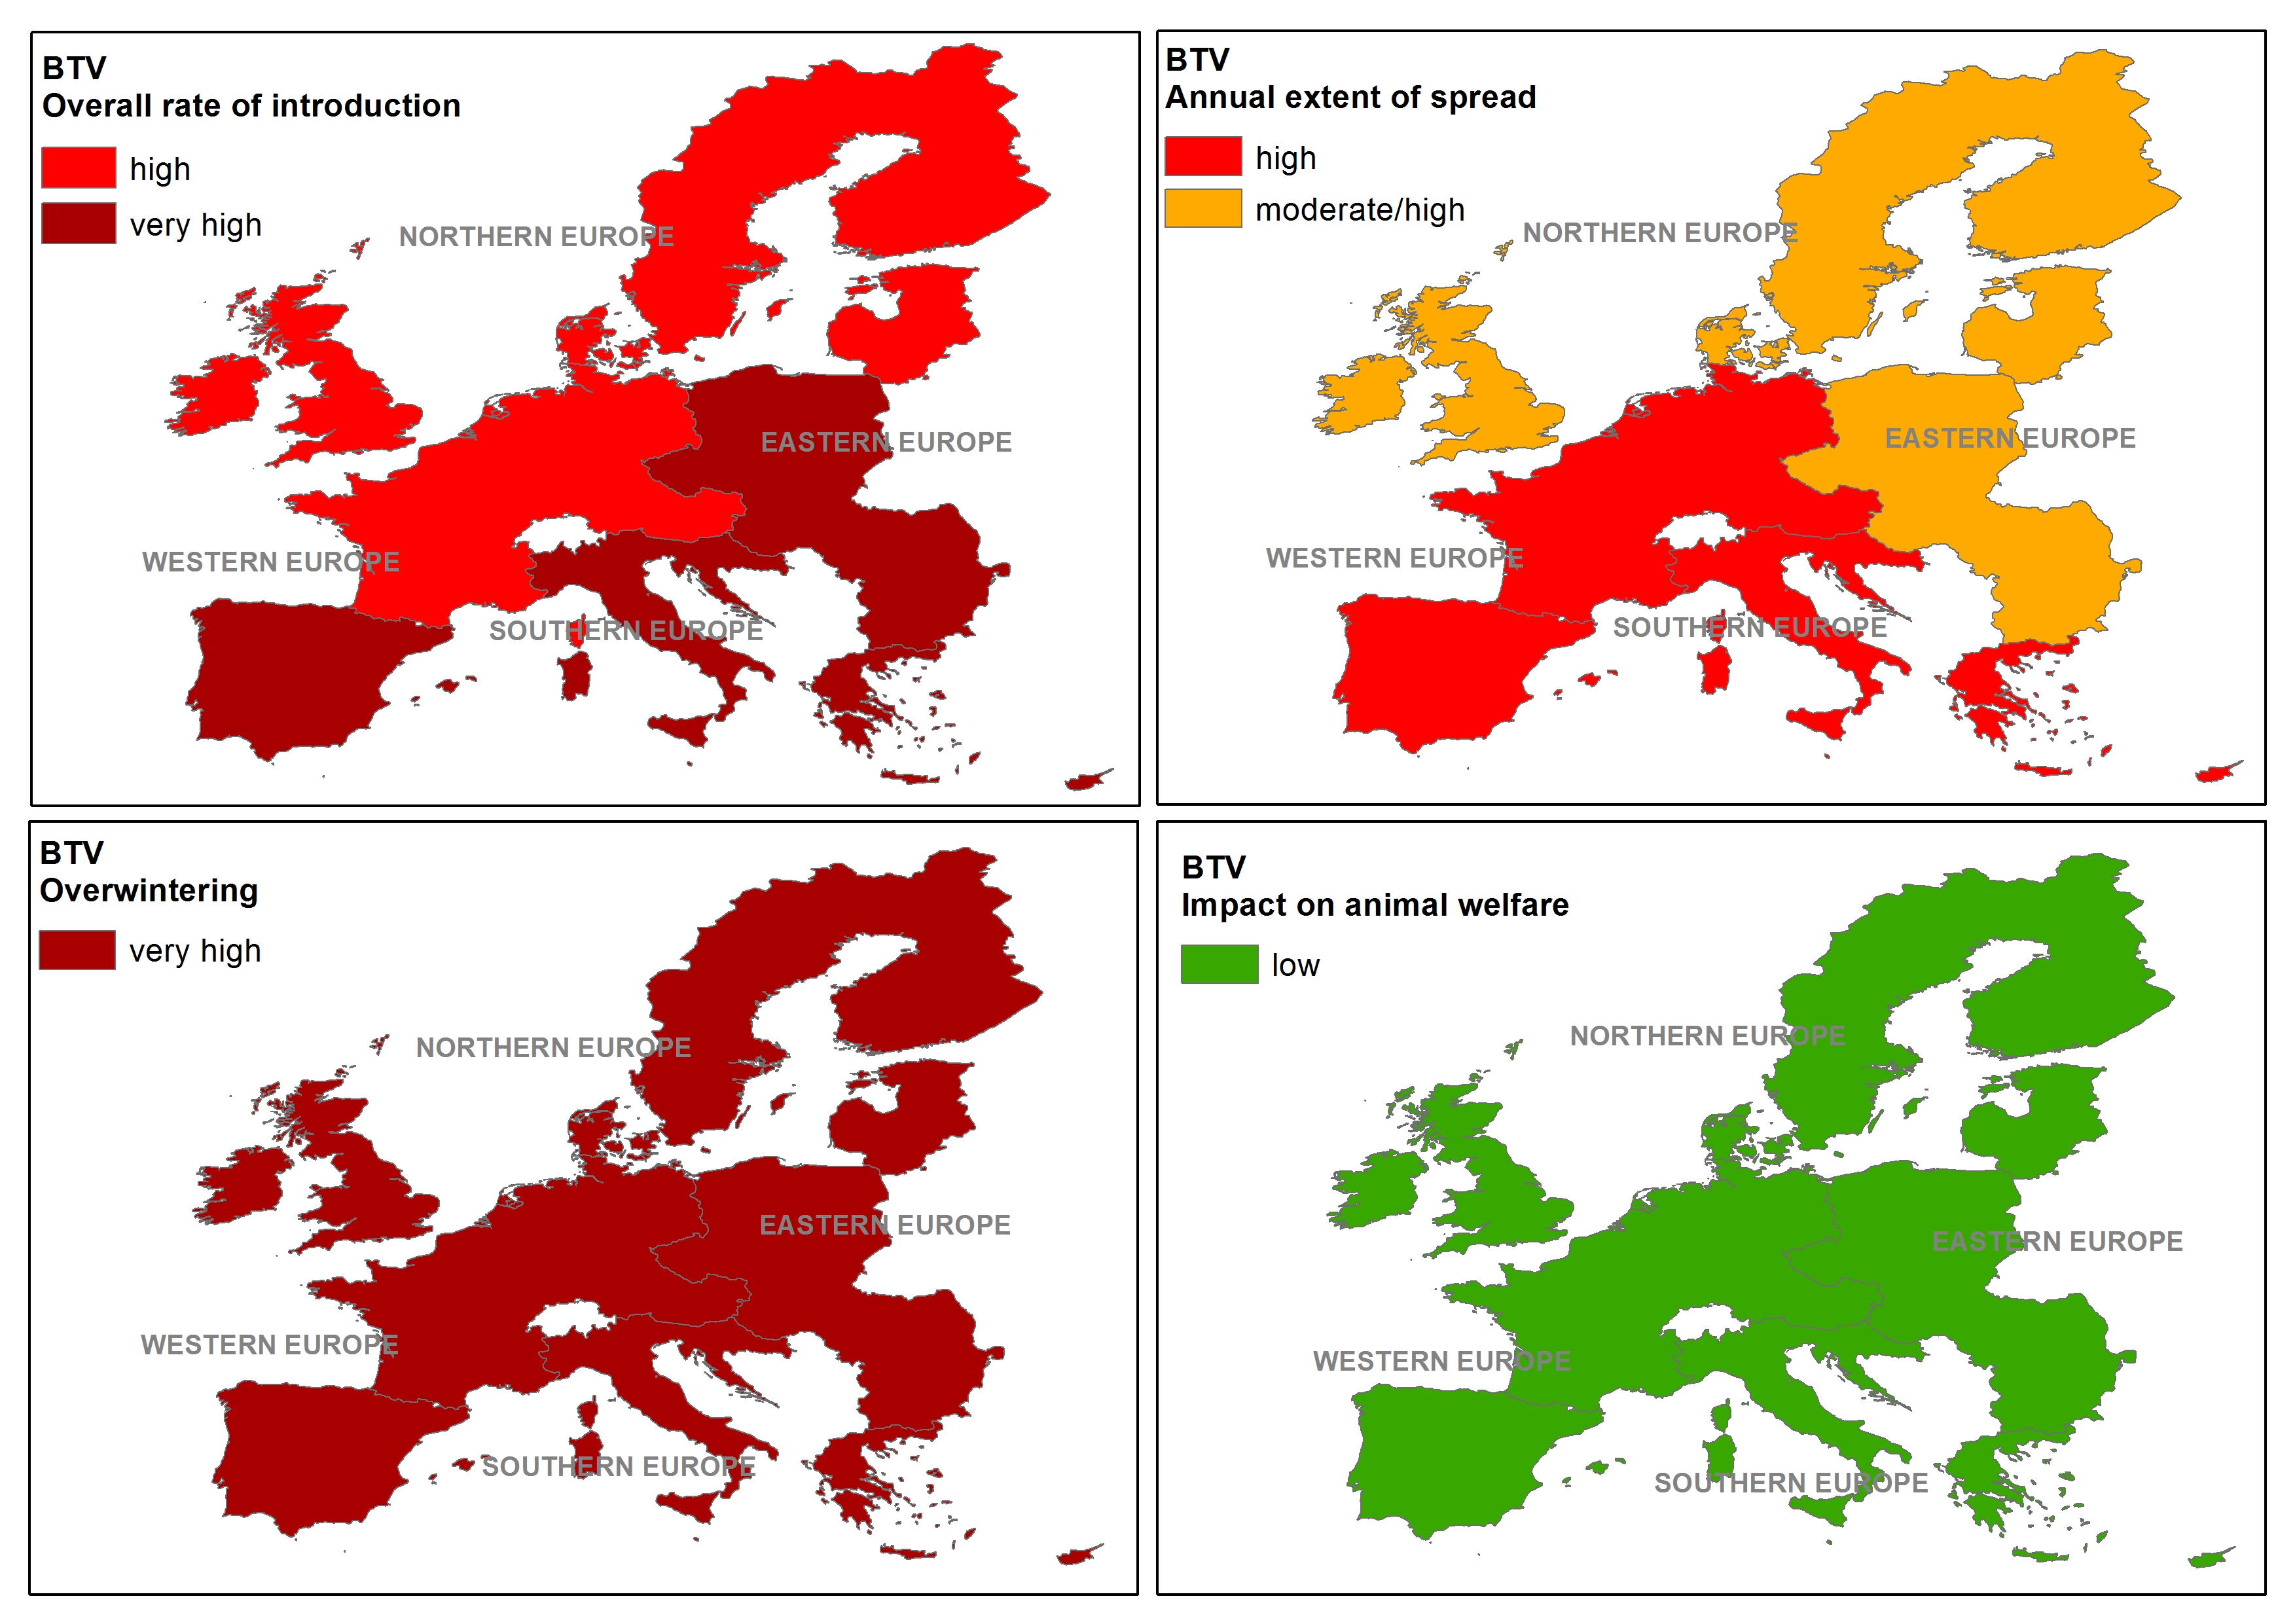 BTV
Overall rate of introduction
high
very high
NORTHERN EUROPE
EASTERN EUROPE
WESTERN EUROPE
SOUTHERN EUROPE
BTV
Annual extent of spread
high
moderate/high
NORTHERN EUROPE
EASTERN EUROPE
WESTERN EUROPE
SOUTHERN EUROPE
BTV
Overwintering
very high
NORTHERN EUROPE
EASTERN EUROPE
WESTERN EUROPE
SOUTHERN EUROPE
BTV
Impact on animal welfare
low
NORTHERN EUROPE
EASTERN EUROPE
WESTERN EUROPE
SOUTHERN EUROPE